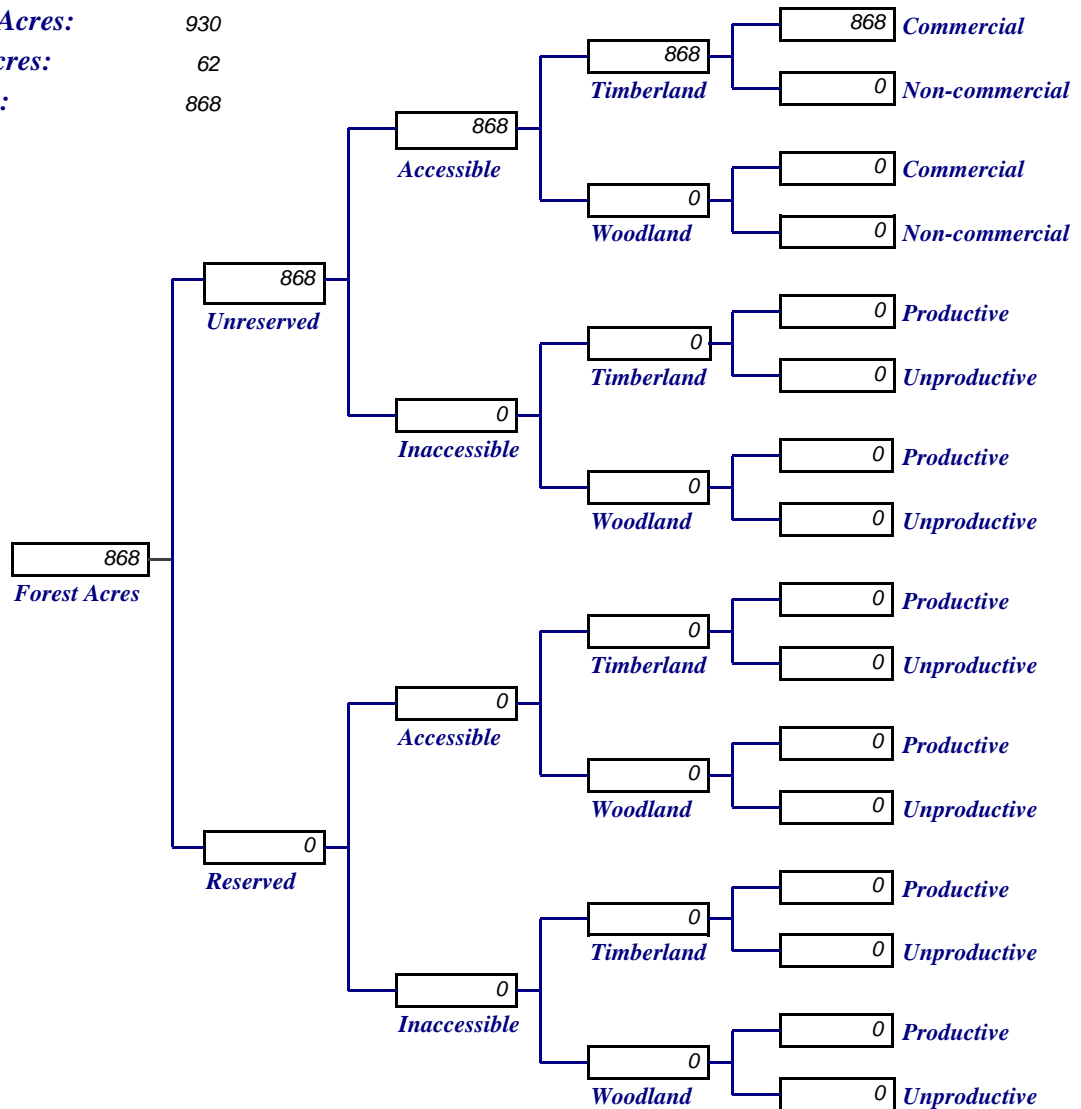 Acres: 930
cres: 62
: 868
868 Commercial
868
Timberland
0 Non-commercial
868
Accessible
0 Commercial
0
Woodland
0 Non-commercial
868
Unreserved
0 Productive
0
Timberland
0 Unproductive
0
Inaccessible
0 Productive
0
Woodland
0 Unproductive
868
Forest Acres
0 Productive
0
Timberland
0 Unproductive
0
Accessible
0 Productive
0
Woodland
0 Unproductive
0
Reserved
0 Productive
0
Timberland
0 Unproductive
0
Inaccessible
0 Productive
0
Woodland
0 Unproductive